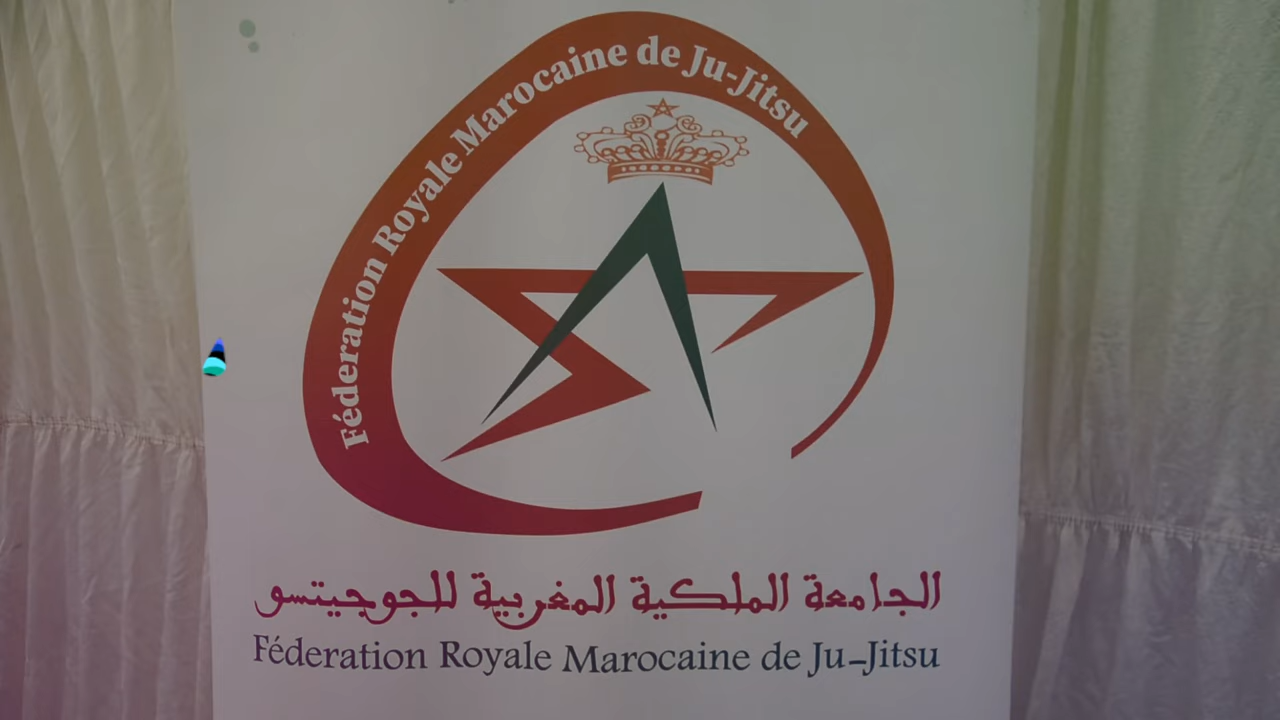 Féderation Royale Marocaine de Ju-Jitsu
الجامعة الملكية المغربية للجوجيتسو
Féderation Royale Marocaine de Ju-Jitsu